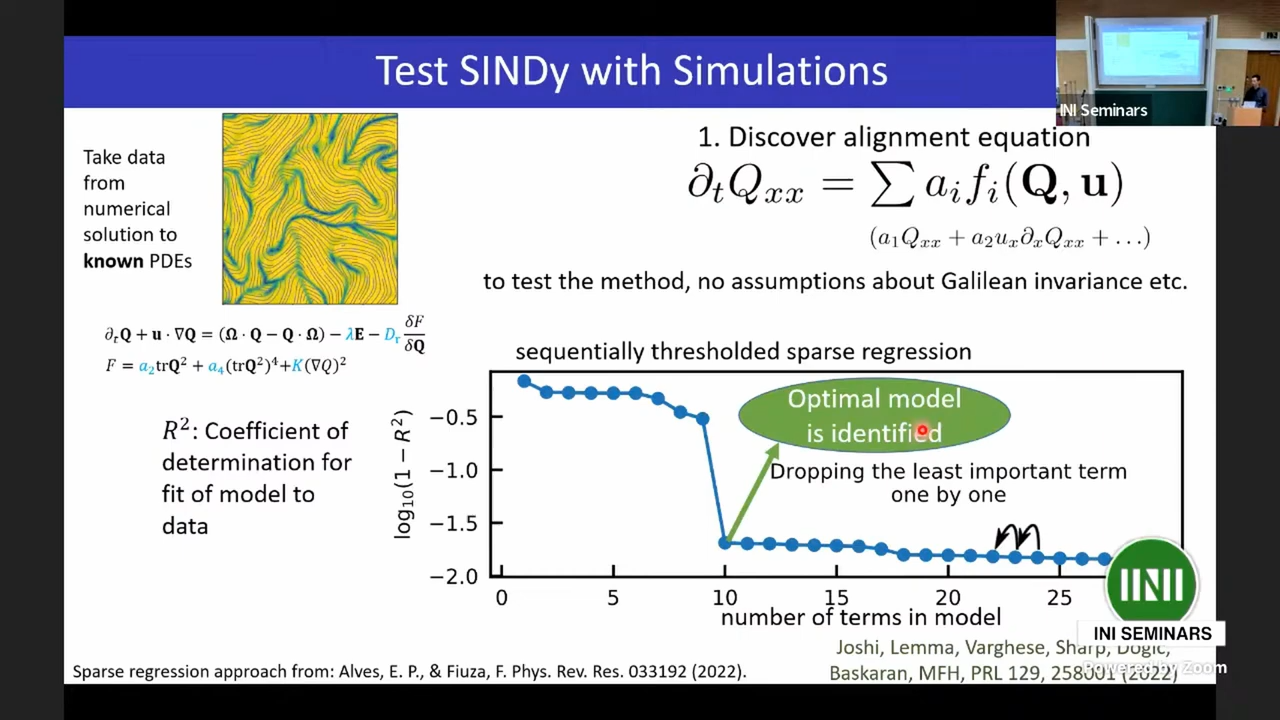 Test SINDy with Simulations
INI Seminars
Take data
from
numerical
solution to
known PDEs
1. Discover alignment equation
∂ₜQₓₓ = ∑ aᵢfᵢ(Q, u)
(a₁Qₓₓ + a₂uₓ∂ₓQₓₓ + …)
to test the method, no assumptions about Galilean invariance etc.
∂ₜQ + u · ∇Q = (Ω · Q − Q · Ω) − λE − Dᵣ δF/δQ
F = a₂trQ² + a₄(trQ²)⁴+K(∇Q)²
R²: Coefficient of
determination for
fit of model to
data
sequentially thresholded sparse regression
Optimal model
is identified
Dropping the least important term
one by one
log₁₀(1 − R²)
−0.5
−1.0
−1.5
−2.0
0 5 10 15 20 25
number of terms in model
INI SEMINARS
Joshi, Lemma, Varghese, Sharp, Dogic,
Baskaran, MFH, PRL 129, 258001 (2022)
Powered by Zoom
Sparse regression approach from: Alves, E. P., & Fiuza, F. Phys. Rev. Res. 033192 (2022).